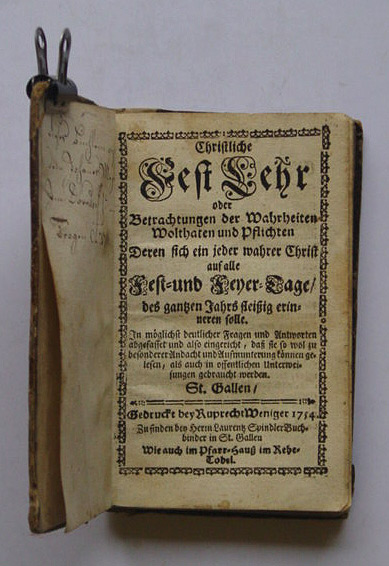 Christliche
Fest Lehr
oder
Betrachtungen der Wahrheiten
Wolthaten und Pflichten
Deren sich ein jeder wahrer Christ
auf alle
Fest-und Feyer-Tage/
des gantzen Jahrs fleißig erin-
neren solle.
In möglichst deutlicher Fragen und Antworten
abgefasset und also eingericht, daß sie so wol zu
besonderer Andacht und Aufmunterung können ge-
lesen, als auch in offentlichen Unterwei-
sungen gebraucht werden.
St. Gallen/
Gedruckt bey Ruprecht Weniger 1754.
Zu finden bey Herrn Laurentz Spindler Buch-
binder in St. Gallen
Wie auch im Pfarr-Hauß im Rehe-
Tobel.